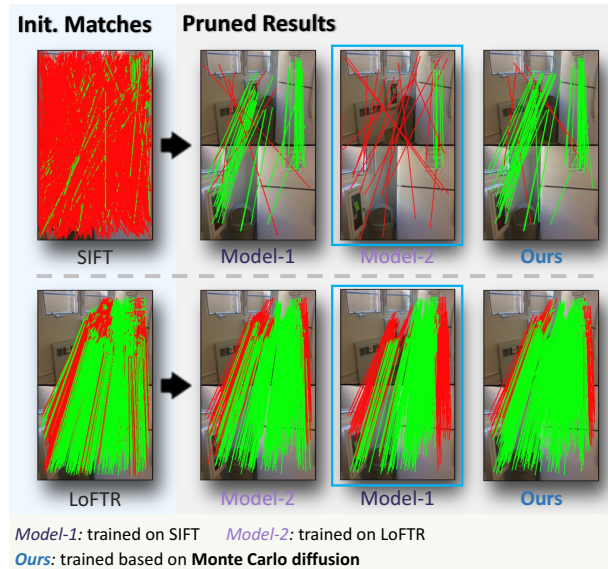 Init. Matches
Pruned Results
SIFT
Model-1
Model-2
Ours
LoFTR
Model-2
Model-1
Ours
Model-1: trained on SIFT Model-2: trained on LoFTR
Ours: trained based on Monte Carlo diffusion